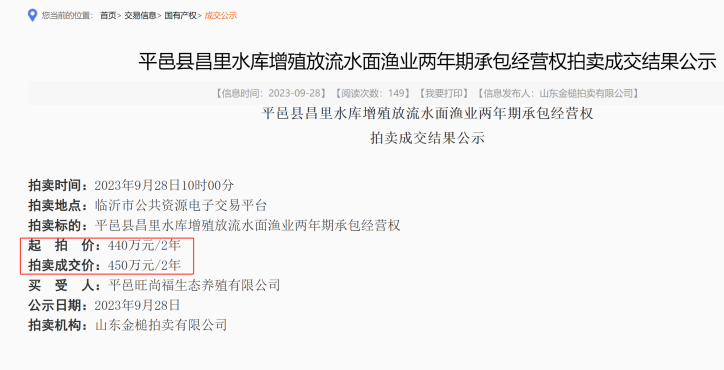 您当前的位置： 首页> 交易信息> 国有产权> 成交公示
平邑县昌里水库增殖放流水面渔业两年期承包经营权拍卖成交结果公示
【信息时间：2023-09-28】【阅读次数：149】【我要打印】【信息发布人：山东金槌拍卖有限公司】
平邑县昌里水库增殖放流水面渔业两年期承包经营权
拍卖成交结果公示
拍卖时间：2023年9月28日10时00分
拍卖地点：临沂市公共资源电子交易平台
拍卖标的：平邑县昌里水库增殖放流水面渔业两年期承包经营权
起 拍 价：440万元/2年
拍卖成交价：450万元/2年
买 受 人：平邑旺尚福生态养殖有限公司
公示日期：2023年9月28日
拍卖机构：山东金槌拍卖有限公司